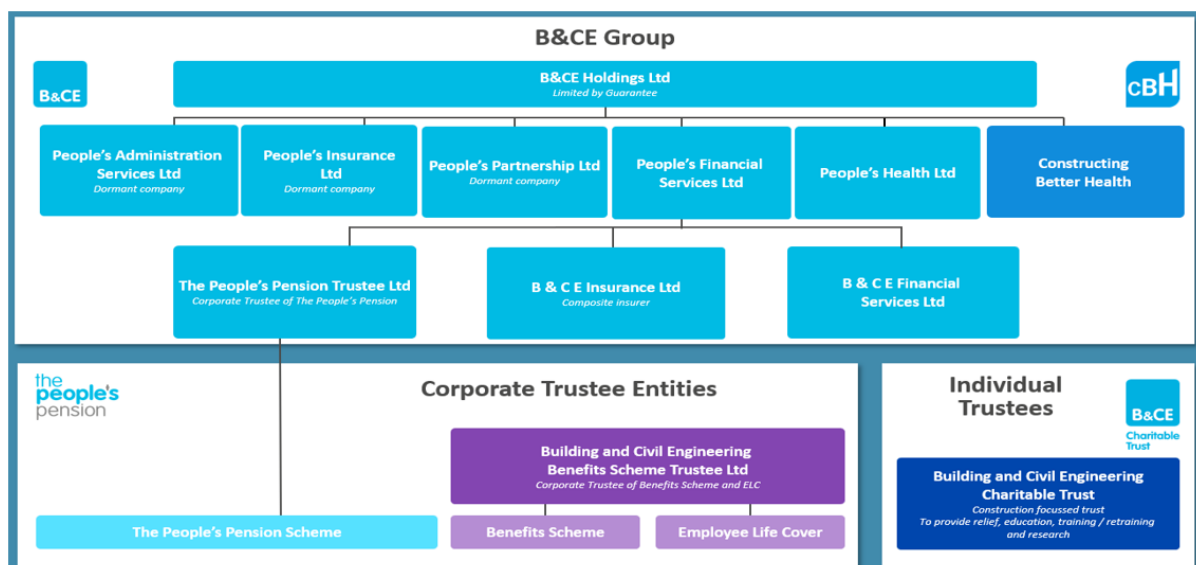 B&CE Group
B&CE
B&CE Holdings Ltd
Limited by Guarantee
CBH
People's Administration
Services Ltd
Dormant company
People's Insurance
Ltd
Dormant company
People's Partnership Ltd
Dormant company
People's Financial
Services Ltd
People's Health Ltd
Constructing
Better Health
The People's Pension Trustee Ltd
Corporate Trustee of The People's Pension
B & C E Insurance Ltd
Composite insurer
B & C E Financial
Services Ltd
the
people's
pension
Corporate Trustee Entities
Building and Civil Engineering
Benefits Scheme Trustee Ltd
Corporate Trustee of Benefits Scheme and ELC
The People's Pension Scheme
Benefits Scheme
Employee Life Cover
Individual
Trustees
B&CE
Charitable
Trust
Building and Civil Engineering
Charitable Trust
Construction focussed trust
To provide relief, education, training / retraining
and research